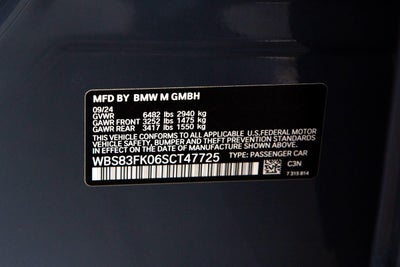 MFD BY BMW M GMBH
09/24
GVWR 6482 lbs 2940 kg
GAWR FRONT 3252 lbs 1475 kg
GAWR REAR 3417 lbs 1550 kg
THIS VEHICLE CONFORMS TO ALL APPLICABLE U.S.FEDERAL MOTOR
VEHICLE SAFETY, BUMPER AND THEFT PREVENTION STANDARDS
IN EFFECT ON THE DATE OF MANUFACTURE SHOWN ABOVE.
WBS83FK06SCT47725 TYPE: PASSENGER CAR
C3N
7 315 814